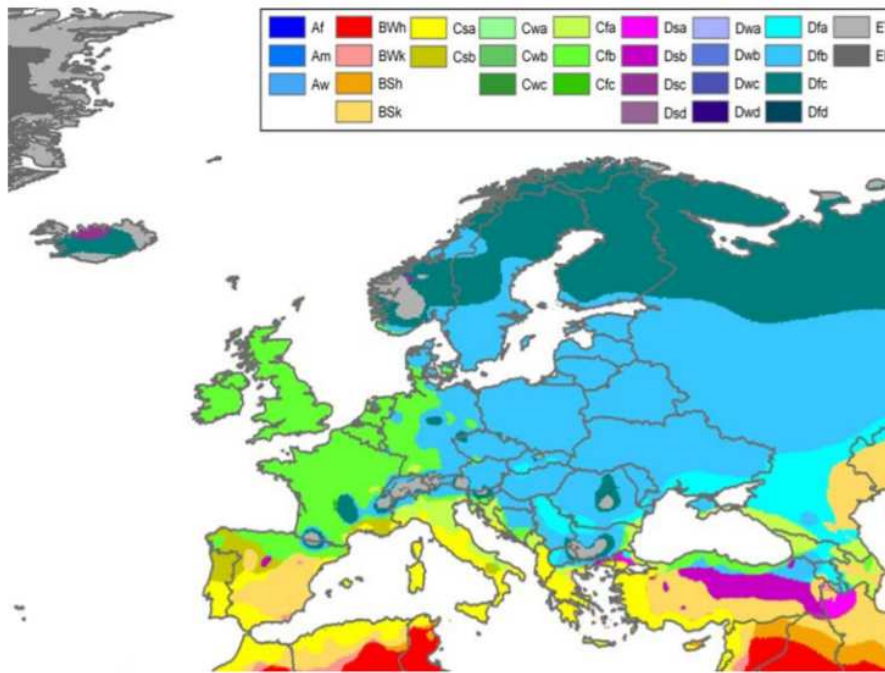 Af BWh Csa Cwa Cfa Dsa Dwa Dfa
Am BWk Csb Cwb Cfb Dsb Dwb Dfb
Aw BSh Cwc Cfc Dsc Dwc Dfc
BSk Dsd Dwd Dfd